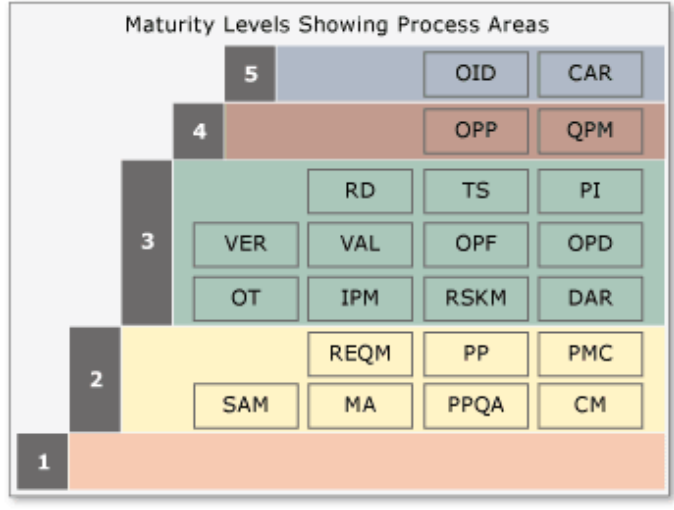 Maturity Levels Showing Process Areas
5 OID CAR
4 OPP QPM
RD TS PI
3 VER VAL OPF OPD
OT IPM RSKM DAR
REQM PP PMC
2
SAM MA PPQA CM
1